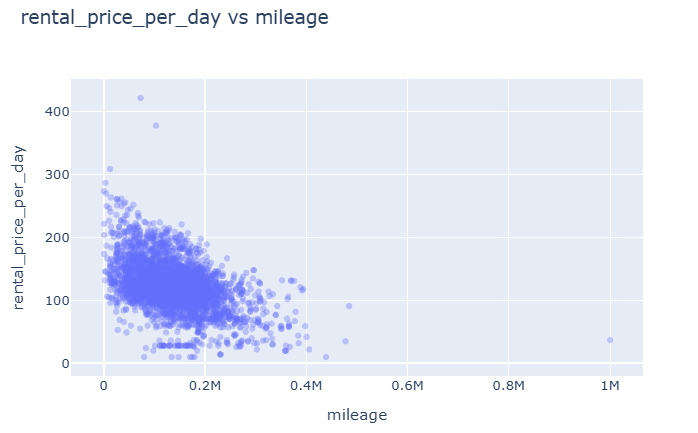 rental_price_per_day vs mileage
rental_price_per_day
400
300
200
100
0
0
0.2M
0.4M
0.6M
0.8M
1M
mileage